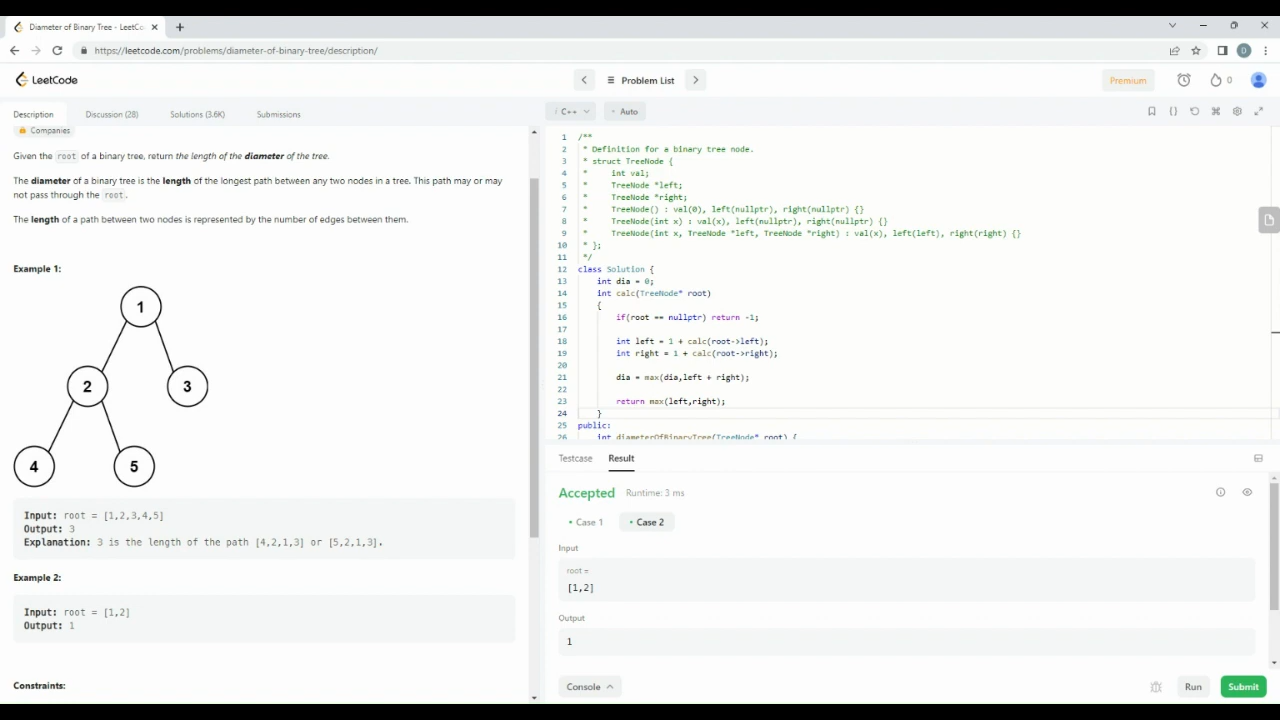 Diameter of Binary Tree - LeetCo
https://leetcode.com/problems/diameter-of-binary-tree/description/
D
LeetCode
Problem List
Premium
0
Description
Discussion (28)
Solutions (3.6K)
Submissions
Companies
Given the root of a binary tree, return the length of the diameter of the tree.
The diameter of a binary tree is the length of the longest path between any two nodes in a tree. This path may or may
not pass through the root.
The length of a path between two nodes is represented by the number of edges between them.
Example 1:
1
2
3
4
5
Input: root = [1,2,3,4,5]
Output: 3
Explanation: 3 is the length of the path [4,2,1,3] or [5,2,1,3].
Example 2:
Input: root = [1,2]
Output: 1
Constraints:
C++
Auto
1 /**
2 * Definition for a binary tree node.
3 * struct TreeNode {
4 * int val;
5 * TreeNode *left;
6 * TreeNode *right;
7 * TreeNode() : val(0), left(nullptr), right(nullptr) {}
8 * TreeNode(int x) : val(x), left(nullptr), right(nullptr) {}
9 * TreeNode(int x, TreeNode *left, TreeNode *right) : val(x), left(left), right(right) {}
10 * };
11 */
12 class Solution {
13 int dia = 0;
14 int calc(TreeNode* root)
15 {
16 if(root == nullptr) return -1;
17
18 int left = 1 + calc(root->left);
19 int right = 1 + calc(root->right);
20
21 dia = max(dia,left + right);
22
23 return max(left,right);
24 }
25 public:
26 int diameterOfBinaryTree(TreeNode* root) {
Testcase
Result
Accepted
Runtime: 3 ms
• Case 1
• Case 2
Input
root =
[1,2]
Output
1
Console
Run
Submit